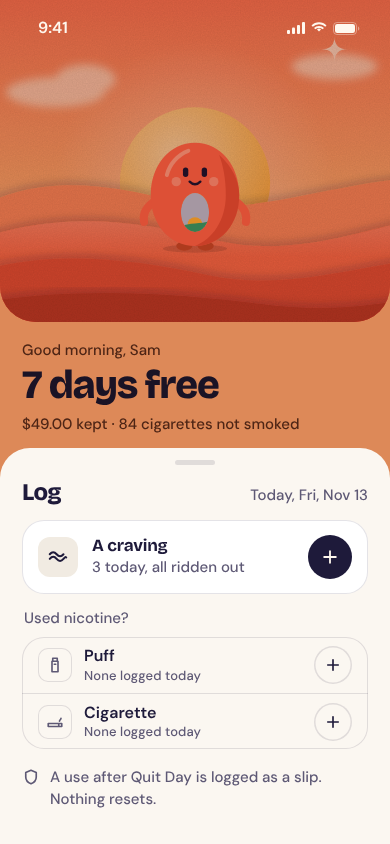 9:41
Good morning, Sam
7 days free
$49.00 kept · 84 cigarettes not smoked
Log
Today, Fri, Nov 13
A craving
3 today, all ridden out
Used nicotine?
Puff
None logged today
Cigarette
None logged today
A use after Quit Day is logged as a slip.
Nothing resets.